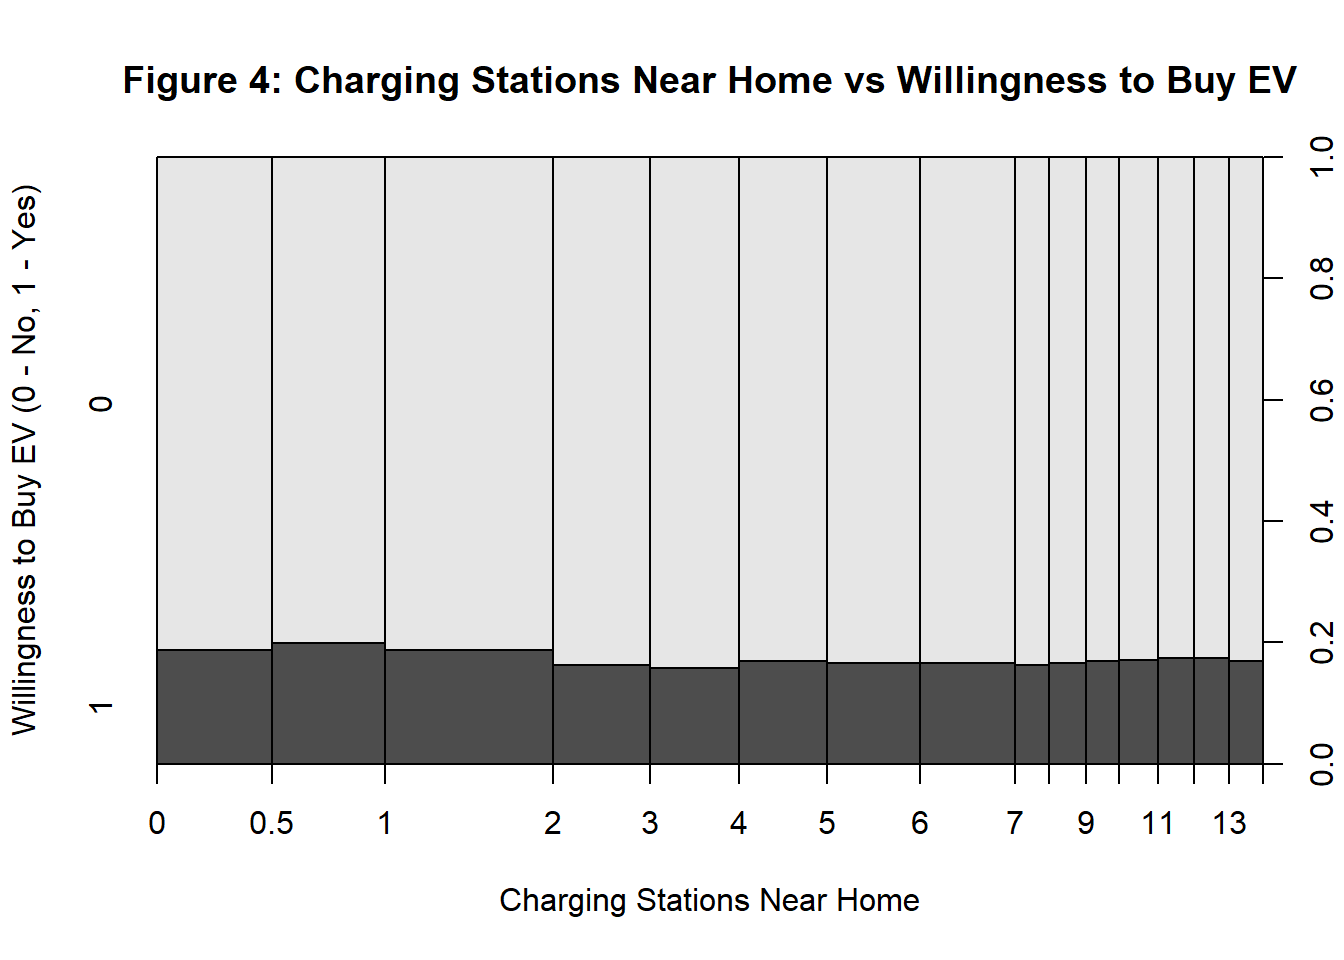 Figure 4: Charging Stations Near Home vs Willingness to Buy EV
Willingness to Buy EV (0 - No, 1 - Yes)
0
1
1.0
0.8
0.6
0.4
0.2
0.0
0 0.5 1 2 3 4 5 6 7 9 11 13
Charging Stations Near Home